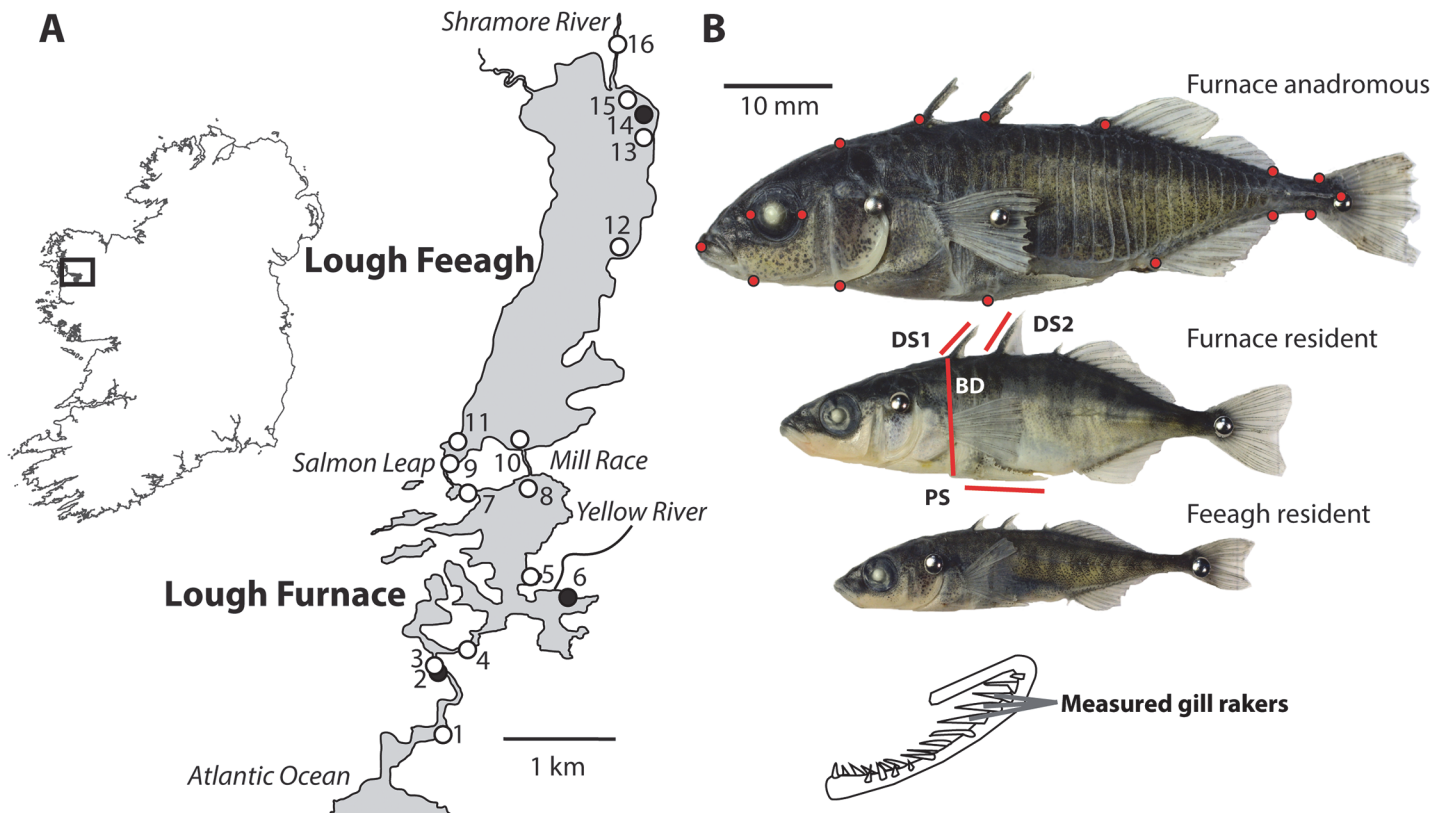 A
Shramore River
16
15
14
13
12
Lough Feeagh
11
Salmon Leap
9
10
Mill Race
7
8
Yellow River
5
6
Lough Furnace
3
4
2
1
1 km
Atlantic Ocean
B
10 mm
Furnace anadromous
DS1
DS2
Furnace resident
BD
PS
Feeagh resident
Measured gill rakers